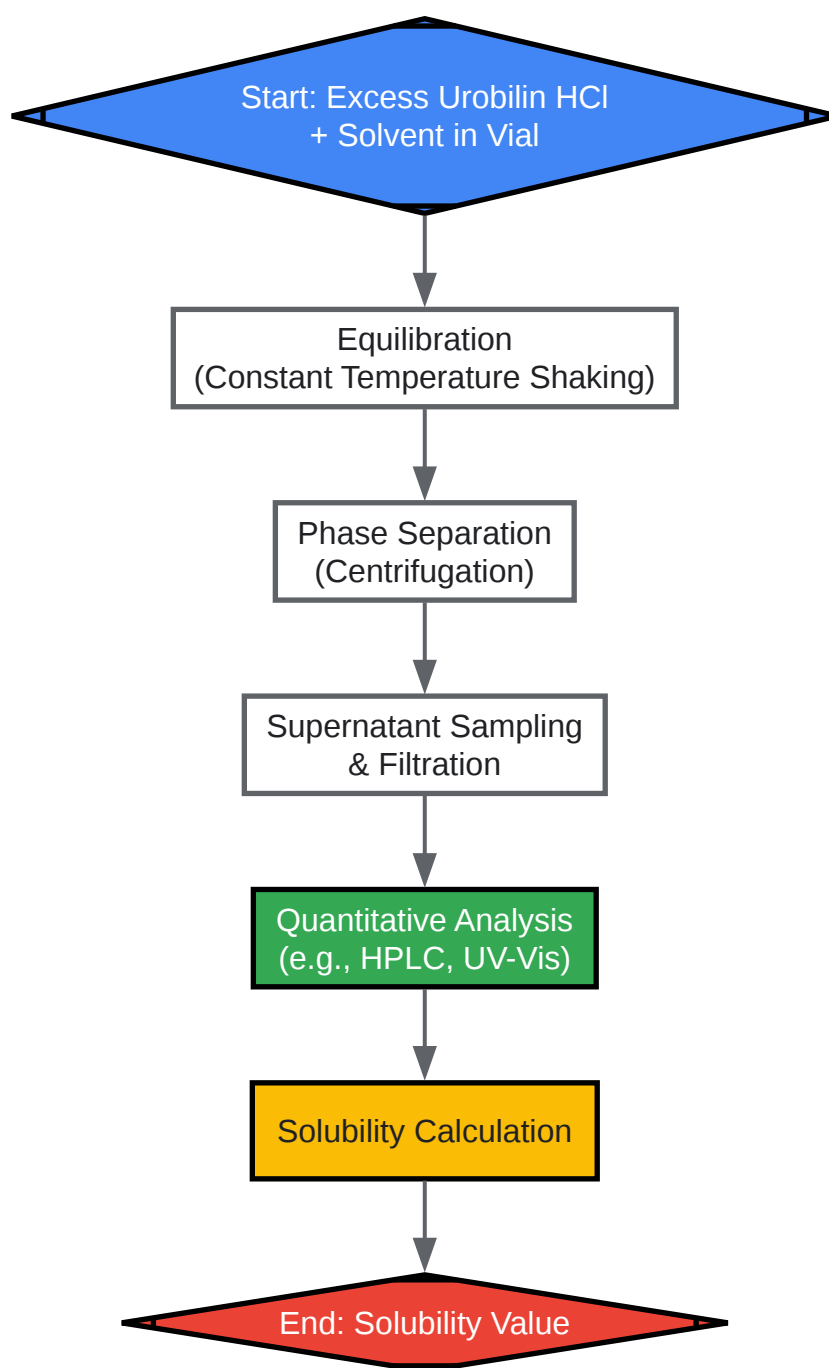 Start: Excess Urobilin HCl
+ Solvent in Vial
Equilibration
(Constant Temperature Shaking)
Phase Separation
(Centrifugation)
Supernatant Sampling
& Filtration
Quantitative Analysis
(e.g., HPLC, UV-Vis)
Solubility Calculation
End: Solubility Value